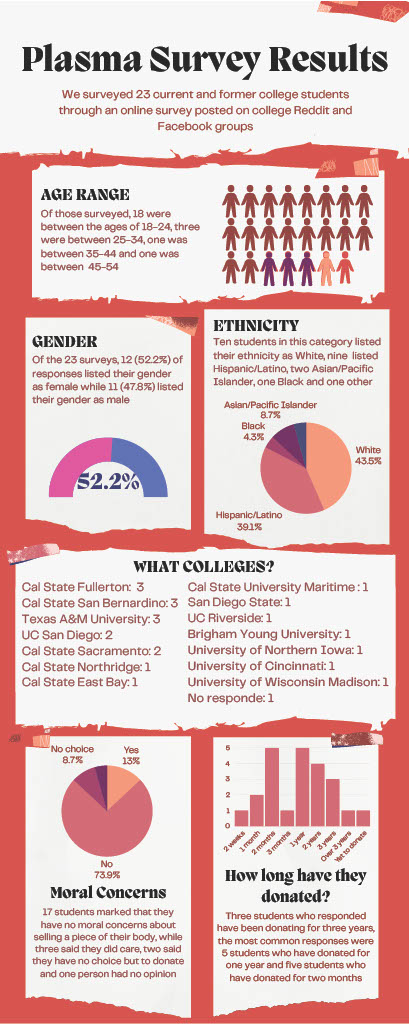 Plasma Survey Results
We surveyed 23 current and former college students
through an online survey posted on college Reddit and
Facebook groups
AGE RANGE
Of those surveyed, 18 were
between the ages of 18-24, three
were between 25-34, one was
between 35-44 and one was
between 45-54
GENDER
Of the 23 surveys, 12 (52.2%) of
responses listed their gender
as female while 11 (47.8%) listed
their gender as male
52.2%
ETHNICITY
Ten students in this category listed
their ethnicity as White, nine listed
Hispanic/Latino, two Asian/Pacific
Islander, one Black and one other
Asian/Pacific Islander
8.7%
Black
4.3%
White
43.5%
Hispanic/Latino
39.1%
WHAT COLLEGES?
Cal State Fullerton: 3
Cal State San Bernardino: 3
Texas A&M University: 3
UC San Diego: 2
Cal State Sacramento: 2
Cal State Northridge: 1
Cal State East Bay: 1
Cal State University Maritime : 1
San Diego State: 1
UC Riverside: 1
Brigham Young University: 1
University of Northern Iowa: 1
University of Cincinnati: 1
University of Wisconsin Madison: 1
No responde: 1
No choice
8.7%
Yes
13%
No
73.9%
Moral Concerns
17 students marked that they
have no moral concerns about
selling a piece of their body, while
three said they did care, two said
they have no choice but to donate
and one person had no opinion
5
4
3
2
1
0
2 weeks
1 month
2 months
3 months
1 year
2 years
3 years
Over 3 years
Yet to donate
How long have they
donated?
Three students who responded
have been donating for three years,
the most common responses were
5 students who have donated for
one year and five students who
have donated for two months